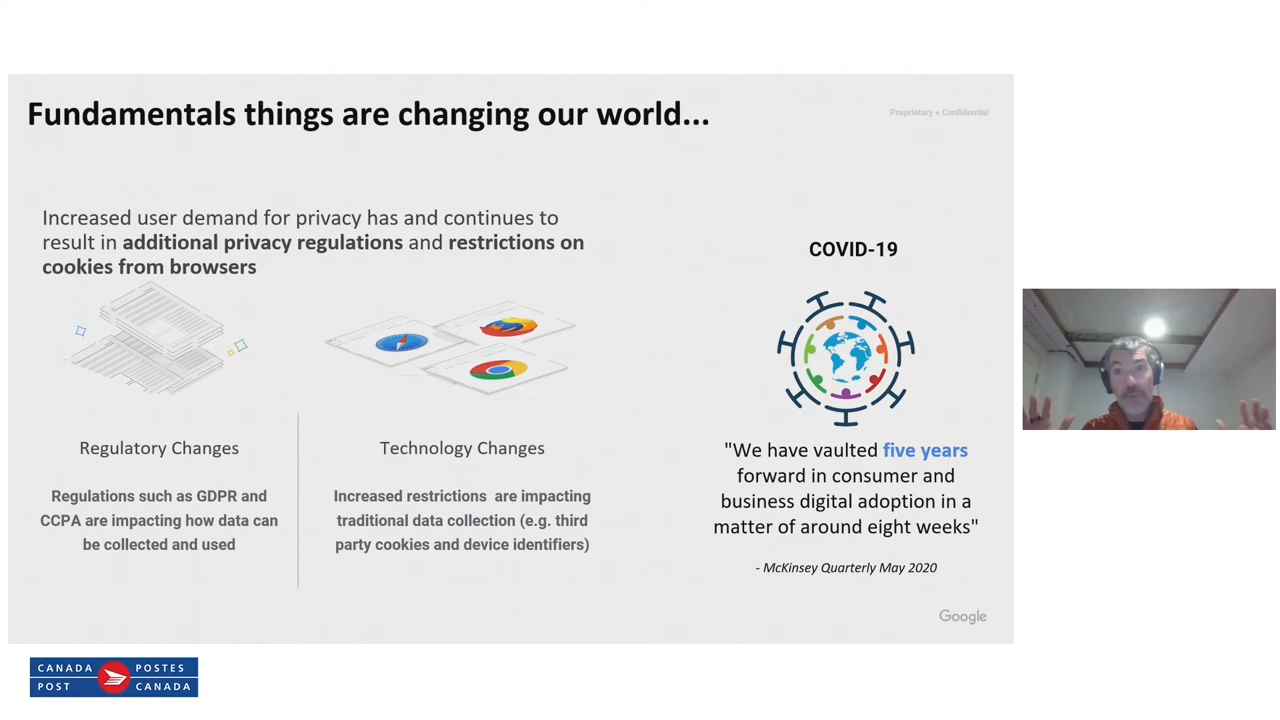 Fundamentals things are changing our world...
Proprietary + Confidential
Increased user demand for privacy has and continues to
result in additional privacy regulations and restrictions on
cookies from browsers
Regulatory Changes
Regulations such as GDPR and
CCPA are impacting how data can
be collected and used
Technology Changes
Increased restrictions are impacting
traditional data collection (e.g. third
party cookies and device identifiers)
COVID-19
"We have vaulted five years
forward in consumer and
business digital adoption in a
matter of around eight weeks"
- McKinsey Quarterly May 2020
Google
CANADA POSTES
POST CANADA